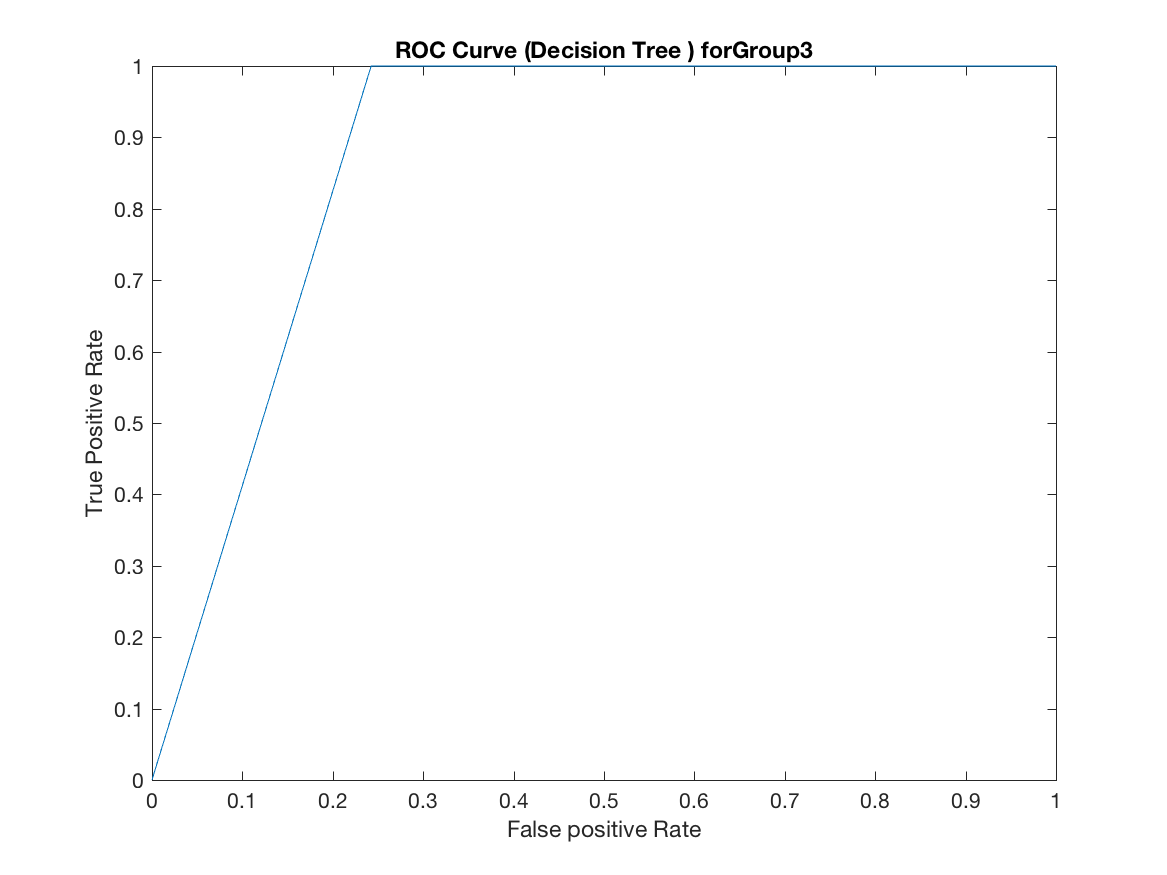 ROC Curve (Decision Tree ) forGroup3
1
0.9
0.8
0.7
0.6
0.5
0.4
0.3
0.2
0.1
0
True Positive Rate
0 0.1 0.2 0.3 0.4 0.5 0.6 0.7 0.8 0.9 1
False positive Rate